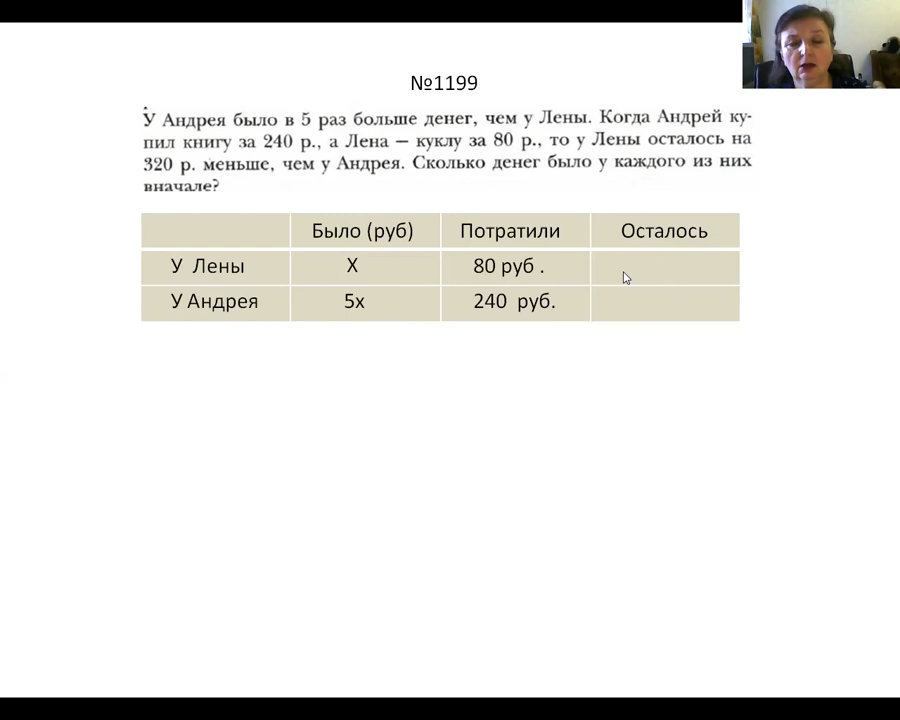 №1199
У Андрея было в 5 раз больше денег, чем у Лены. Когда Андрей ку-
пил книгу за 240 р., а Лена — куклу за 80 р., то у Лены осталось на
320 р. меньше, чем у Андрея. Сколько денег было у каждого из них
вначале?
Было (руб) Потратили Осталось
У Лены X 80 руб .
У Андрея 5x 240 руб.